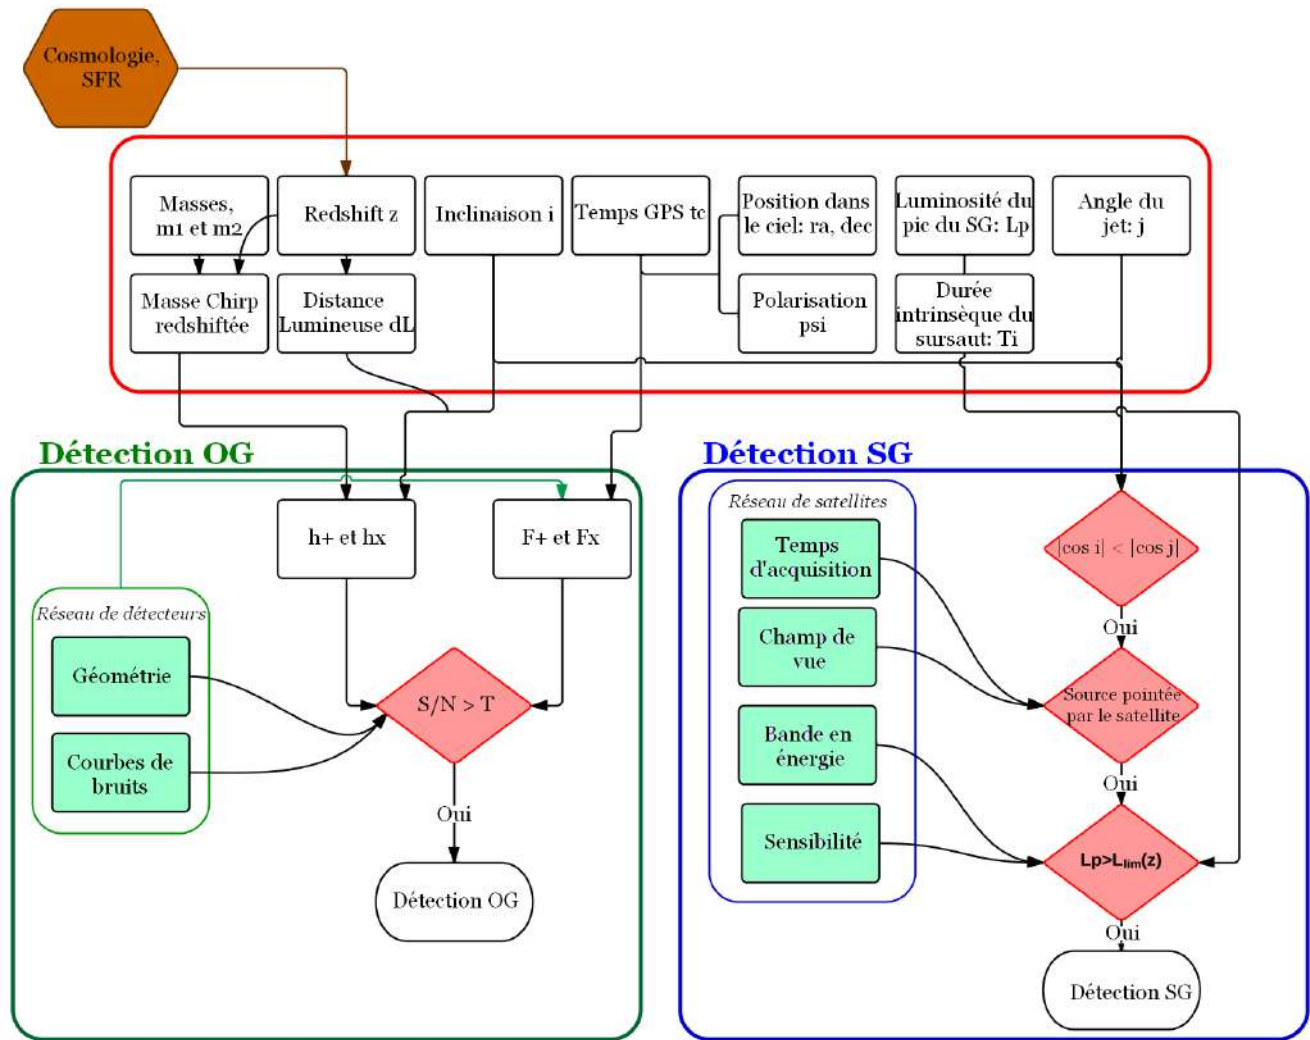 Cosmologie,
SFR
Masses,
m1 et m2
Redshift z
Inclinaison i
Temps GPS tc
Position dans
le ciel: ra, dec
Luminosité du
pic du SG: Lp
Angle du
jet: j
Masse Chirp
redshiftée
Distance
Lumineuse dL
Polarisation
psi
Durée
intrinsèque du
sursaut: Ti
Détection OG
h+ et hx
F+ et Fx
Réseau de détecteurs
Géométrie
Courbes de
bruits
S/N > T
Oui
Détection OG
Détection SG
Réseau de satellites
Temps
d'acquisition
Champ de
vue
Bande en
énergie
Sensibilité
|cos i| < |cos j|
Oui
Source pointée
par le satellite
Oui
Lp>Llim(z)
Oui
Détection SG